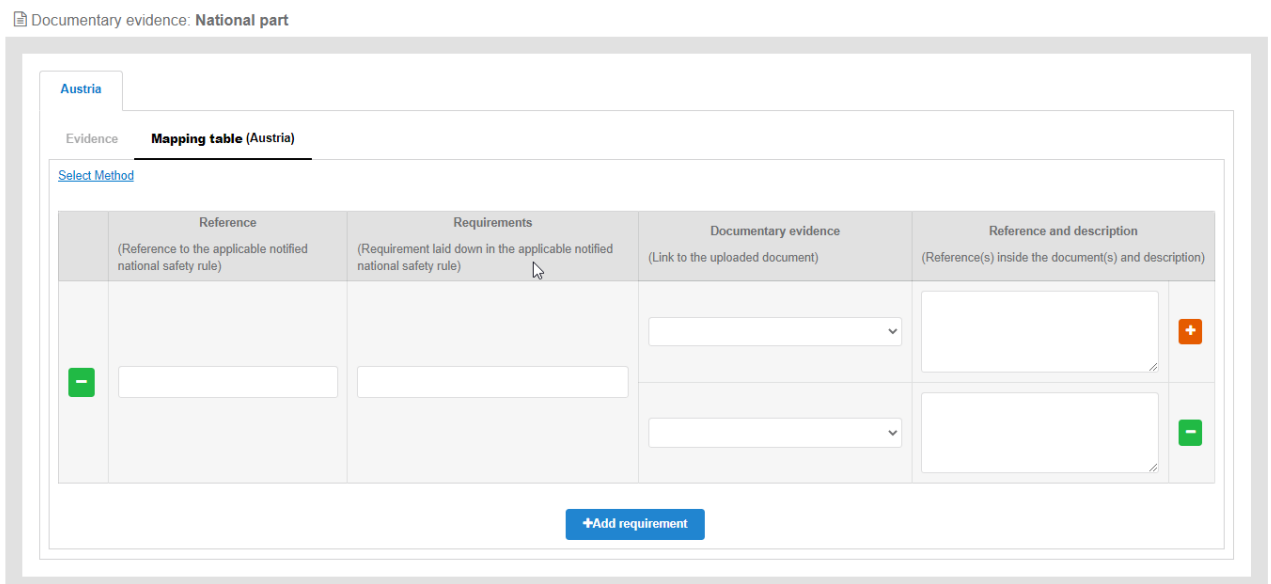 Documentary evidence: National part
Austria
Evidence
Mapping table (Austria)
Select Method
Reference
(Reference to the applicable notified
national safety rule)
Requirements
(Requirement laid down in the applicable notified
national safety rule)
Documentary evidence
(Link to the uploaded document)
Reference and description
(Reference(s) inside the document(s) and description)
+Add requirement